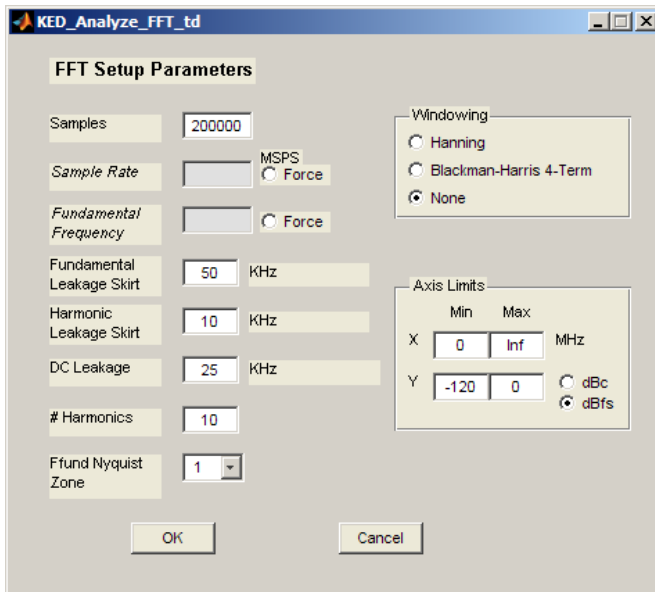 KED_Analyze_FFT_td
FFT Setup Parameters
Samples
200000
Sample Rate
MSPS
Force
Fundamental
Frequency
Force
Fundamental
Leakage Skirt
50
KHz
Harmonic
Leakage Skirt
10
KHz
DC Leakage
25
KHz
# Harmonics
10
Ffund Nyquist
Zone
1
Windowing
Hanning
Blackman-Harris 4-Term
None
Axis Limits
Min Max
X 0 Inf MHz
Y -120 0
dBc
dBfs
OK
Cancel